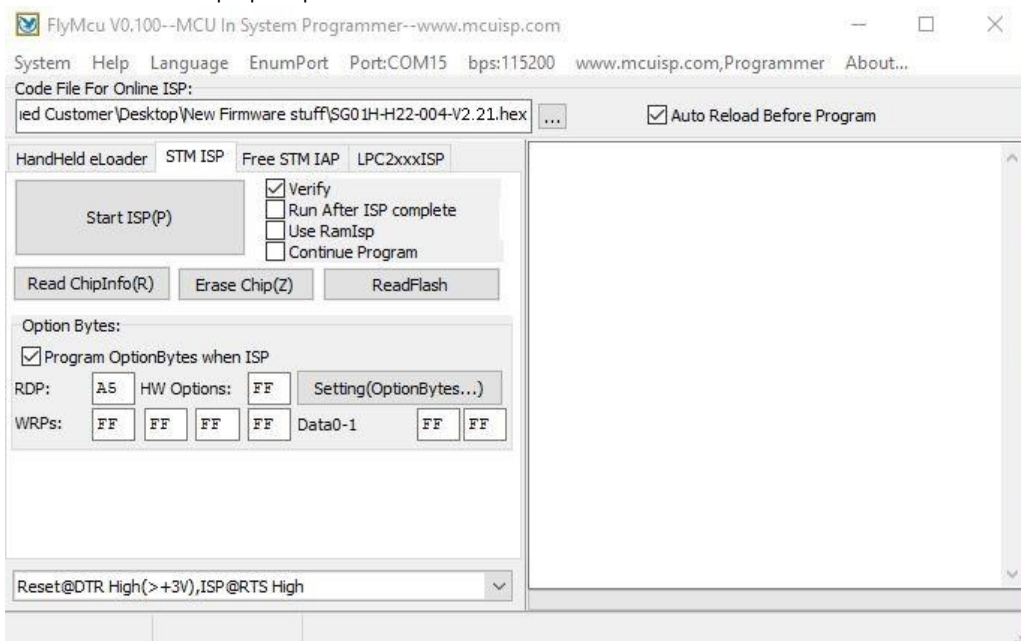 FlyMcu V0.100--MCU In System Programmer--www.mcuisp.com
System Help Language EnumPort Port:COM15 bps:115200 www.mcuisp.com,Programmer About...
Code File For Online ISP:
ied Customer\Desktop\New Firmware stuff\SG01H-H22-004-V2.21.hex ... Auto Reload Before Program
HandHeld eLoader STM ISP Free STM IAP LPC2xxxISP
Start ISP(P)
Verify
Run After ISP complete
Use RamIsp
Continue Program
Read ChipInfo(R) Erase Chip(Z) ReadFlash
Option Bytes:
Program OptionBytes when ISP
RDP: A5 HW Options: FF Setting(OptionBytes...)
WRPs: FF FF FF FF Data0-1 FF FF
Reset@DTR High(>+3V),ISP@RTS High